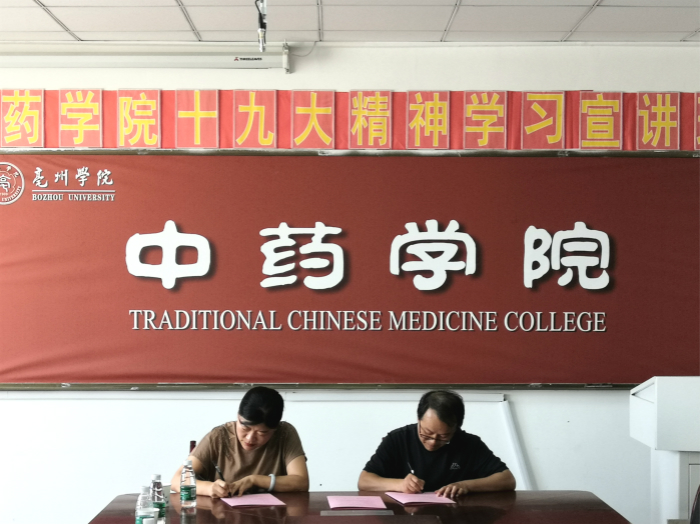 药学院十九大精神学习宣讲
亳州学院
BOZHOU UNIVERSITY
中药学院
TRADITIONAL CHINESE MEDICINE COLLEGE